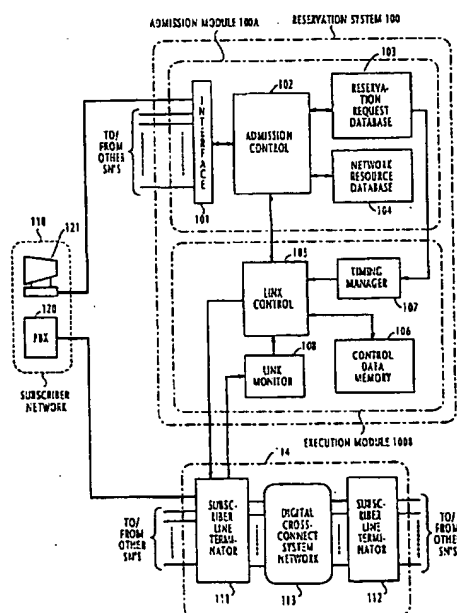 RESERVATION SYSTEM 100
ADMISSION MODULE 100A
103
102
RESERVA-
TION
REQUEST
DATABASE
INTERFACE
ADMISSION
CONTROL
TO/
FROM
OTHER
SN'S
NETWORK
RESOURCE
DATABASE
101
104
121
105
LINK
CONTROL
TIMING
MANAGER
107
120
PBX
106
108
LINK
MONITOR
CONTROL
DATA
MEMORY
SUBSCRIBER
NETWORK
EXECUTION MODULE 100B
114
SUBSC-
RIBER
LINE
TERMI-
NATOR
DIGITAL
CROSS-
CONNECT
SYSTEM
NETWORK
SUBSC-
RIBER
LINE
TERMI-
NATOR
TO/
FROM
OTHER
SN'S
TO/
FROM
OTHER
SN'S
111
113
112